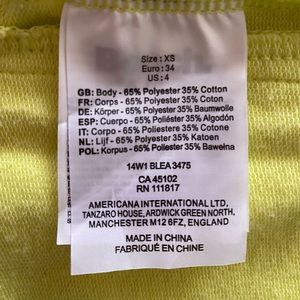 Size : XS
Euro : 34
US : 4
GB: Body - 65% Polyester 35% Cotton
FR: Corps - 65% Polyester 35% Coton
DE: Körper - 65% Polyester 35% Baumwolle
ESP: Cuerpo - 65% Poliéster 35% Algodón
IT: Corpo - 65% Poliestere 35% Cotone
NL: Lijf - 65% Polyester 35% Katoen
POL: Korpus - 65% Poliester 35% Bawełna
14W1 BLEA 3475
CA 45102
RN 111817
AMERICANA INTERNATIONAL LTD.
TANZARO HOUSE, ARDWICK GREEN NORTH,
MANCHESTER M12 6FZ, ENGLAND
MADE IN CHINA
FABRIQUÉ EN CHINE